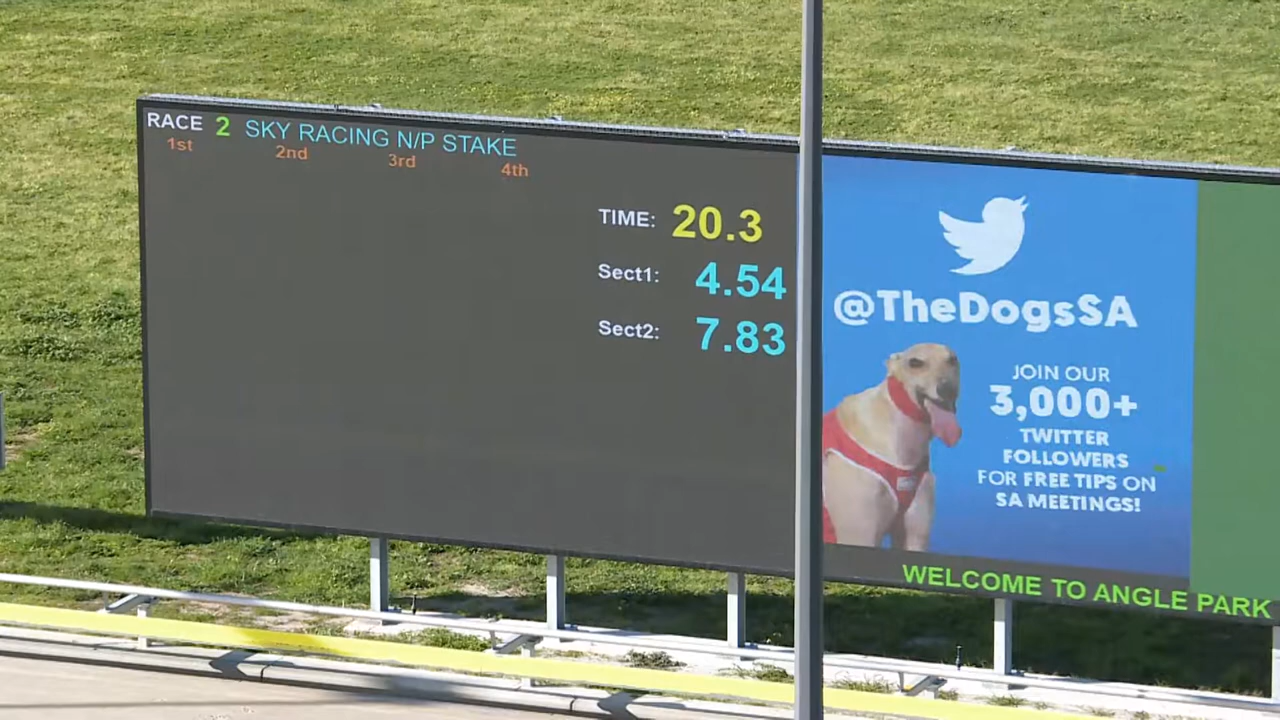 RACE 2 SKY RACING N/P STAKE
1st 2nd 3rd 4th
TIME: 20.3
Sect1: 4.54
Sect2: 7.83
@TheDogsSA
JOIN OUR
3,000+
TWITTER
FOLLOWERS
FOR FREE TIPS ON
SA MEETINGS!
WELCOME TO ANGLE PARK